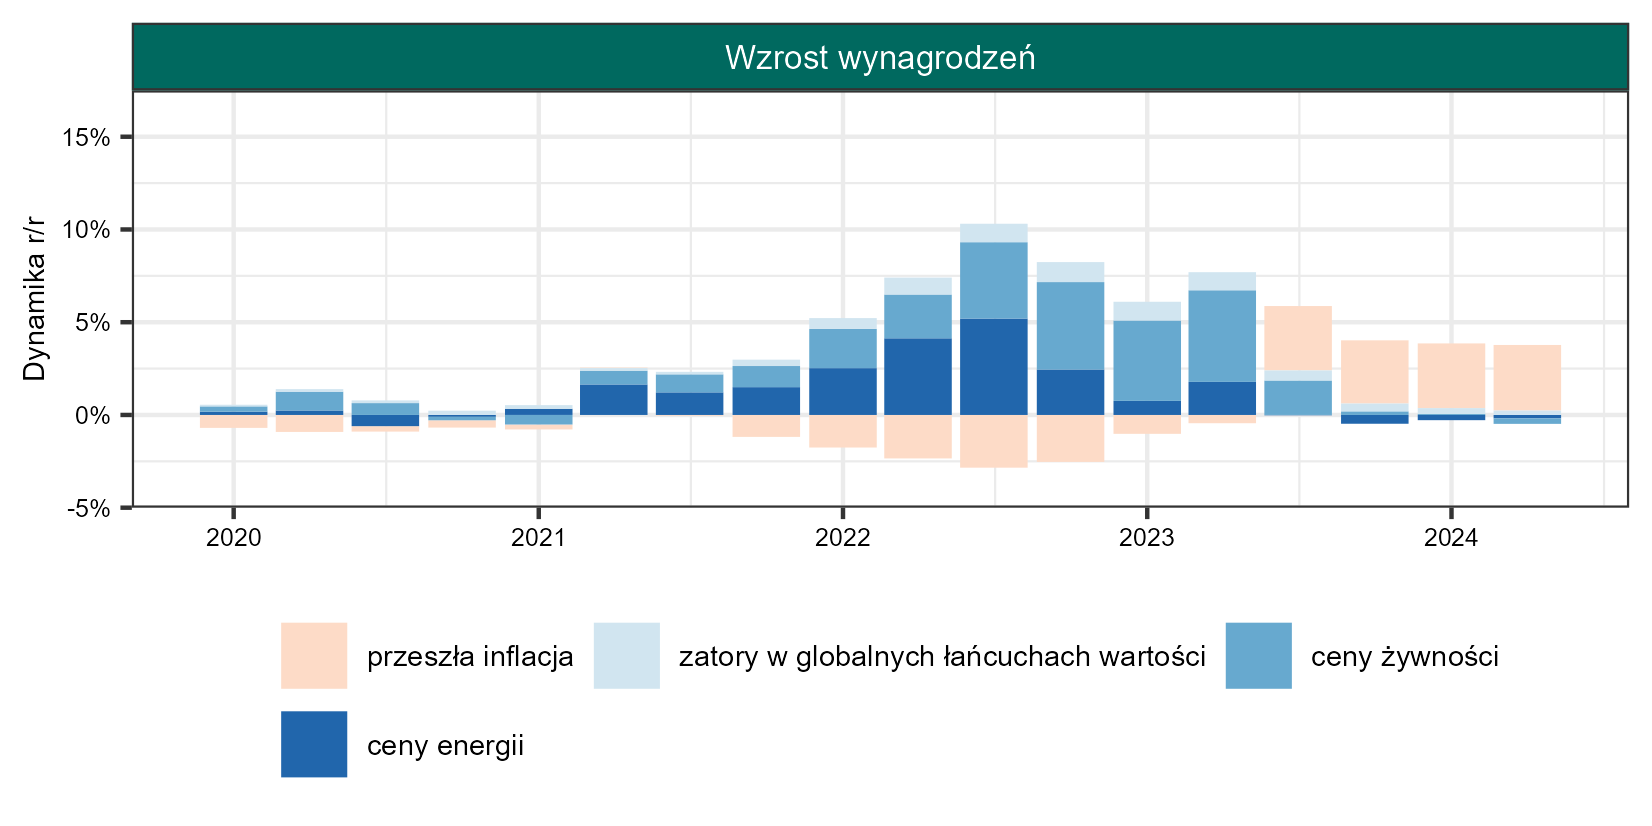 Wzrost wynagrodzeń
Dynamika r/r
15%
10%
5%
0%
-5%
2020 2021 2022 2023 2024
przeszła inflacja zatory w globalnych łańcuchach wartości ceny żywności
ceny energii